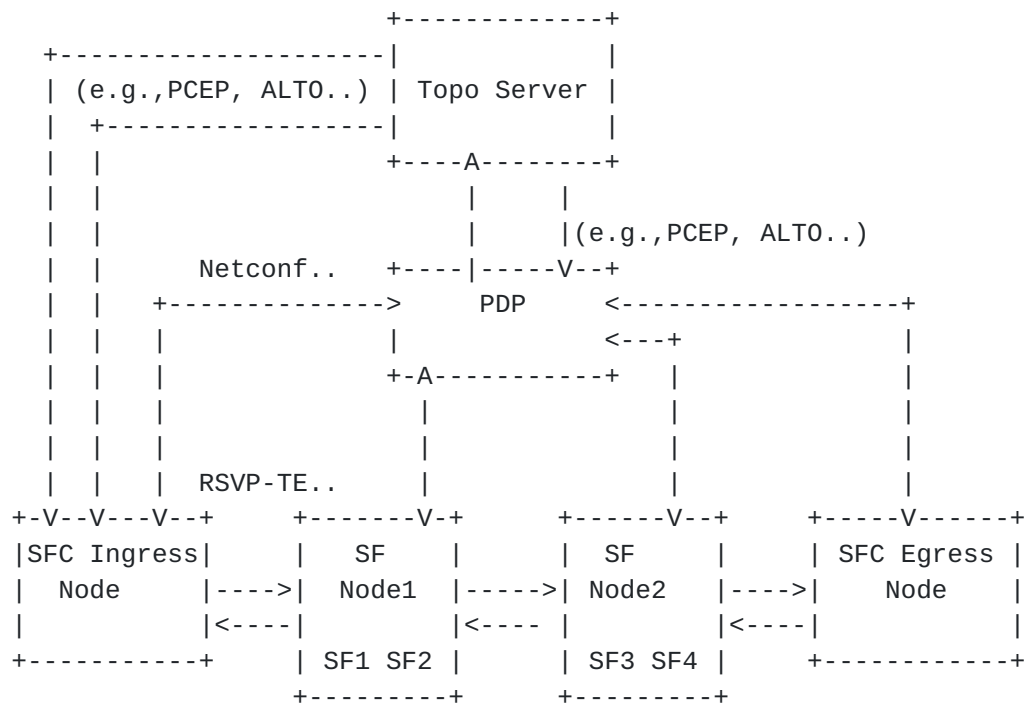 (e.g.,PCEP, ALTO..) Topo Server
(e.g.,PCEP, ALTO..)
Netconf..
PDP
RSVP-TE..
SFC Ingress SF SF SFC Egress
Node Node1 Node2 Node
SF1 SF2 SF3 SF4